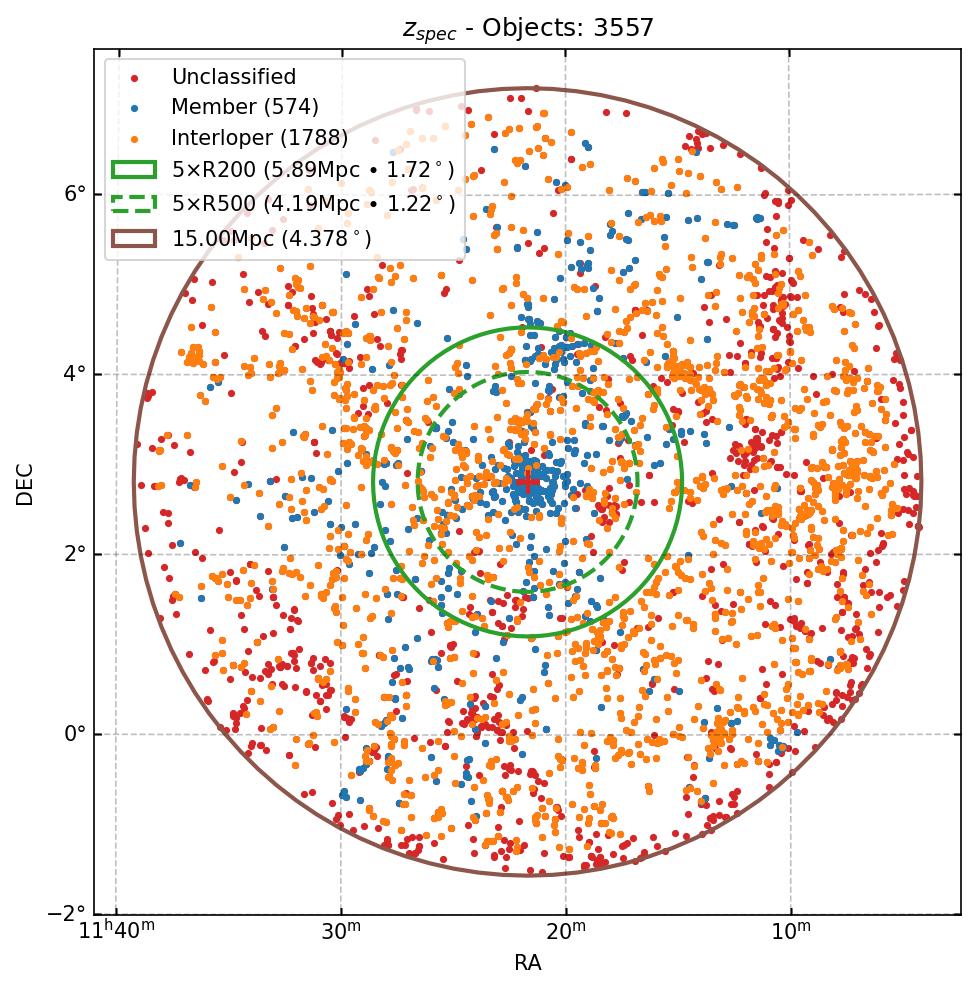 z_spec - Objects: 3557
Unclassified
Member (574)
Interloper (1788)
5×R200 (5.89Mpc • 1.72°)
5×R500 (4.19Mpc • 1.22°)
15.00Mpc (4.378°)
6°
4°
2°
0°
−2°
DEC
11ʰ40ᵐ 30ᵐ 20ᵐ 10ᵐ
RA